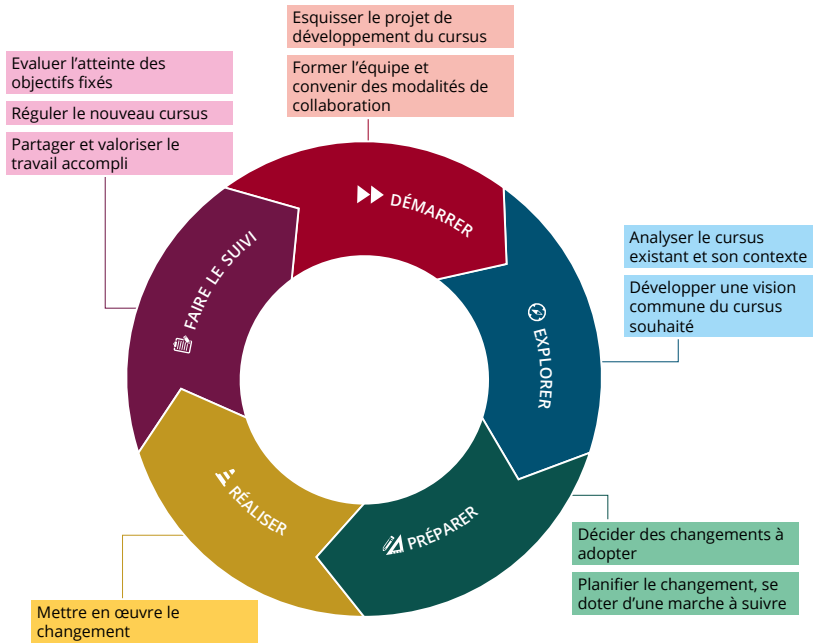 Esquisser le projet de
développement du cursus
Former l'équipe et
convenir des modalités de
collaboration
Evaluer l'atteinte des
objectifs fixés
Réguler le nouveau cursus
Partager et valoriser le
travail accompli
DÉMARRER
Analyser le cursus
existant et son contexte
Développer une vision
commune du cursus
souhaité
FAIRE LE SUIVI
EXPLORER
RÉALISER
PRÉPARER
Décider des changements à
adopter
Planifier le changement, se
doter d'une marche à suivre
Mettre en œuvre le
changement